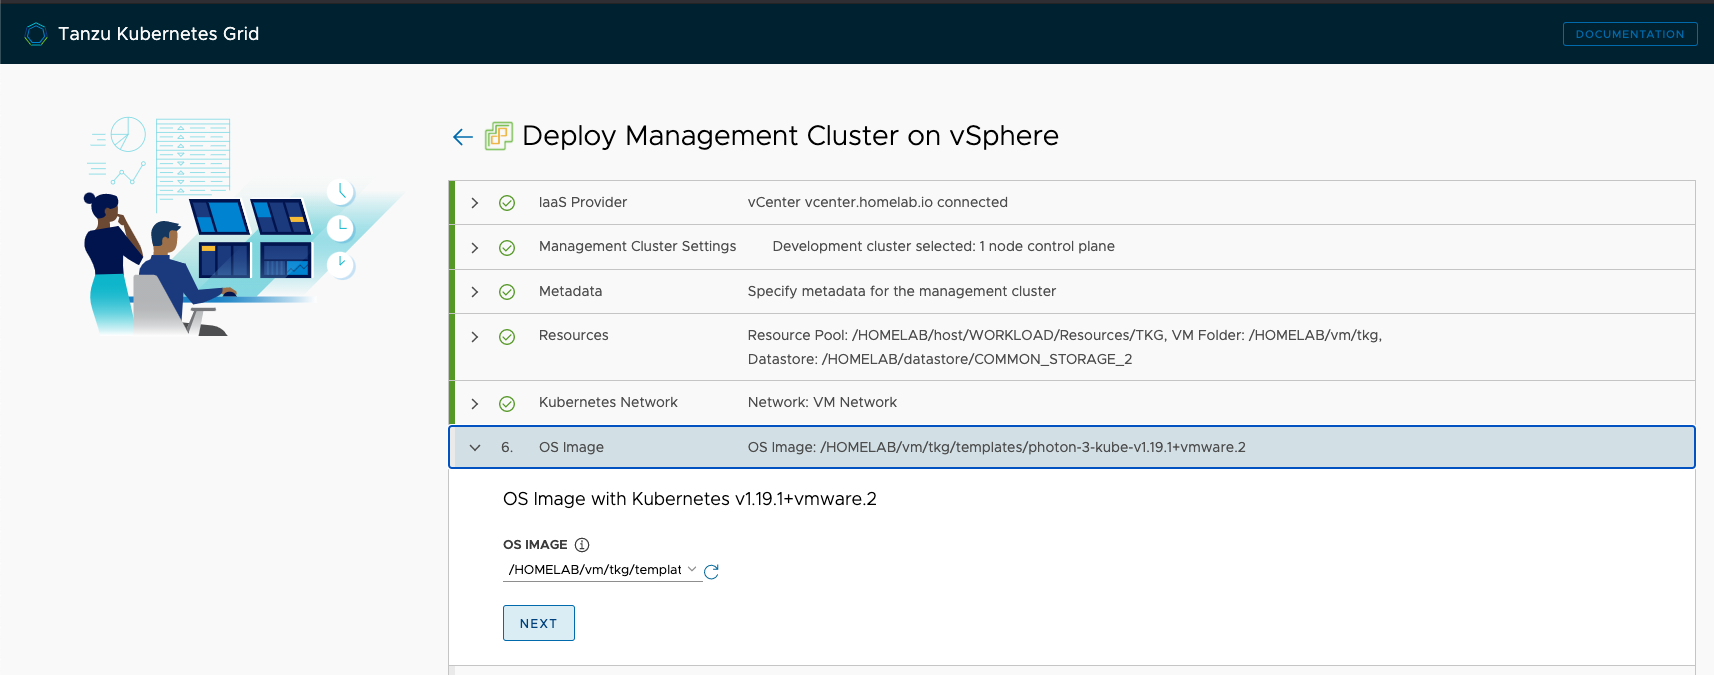 Tanzu Kubernetes Grid
DOCUMENTATION
Deploy Management Cluster on vSphere
IaaS Provider vCenter vcenter.homelab.io connected
Management Cluster Settings Development cluster selected: 1 node control plane
Metadata Specify metadata for the management cluster
Resources Resource Pool: /HOMELAB/host/WORKLOAD/Resources/TKG, VM Folder: /HOMELAB/vm/tkg,
Datastore: /HOMELAB/datastore/COMMON_STORAGE_2
Kubernetes Network Network: VM Network
6. OS Image OS Image: /HOMELAB/vm/tkg/templates/photon-3-kube-v1.19.1+vmware.2
OS Image with Kubernetes v1.19.1+vmware.2
OS IMAGE
/HOMELAB/vm/tkg/templat
NEXT